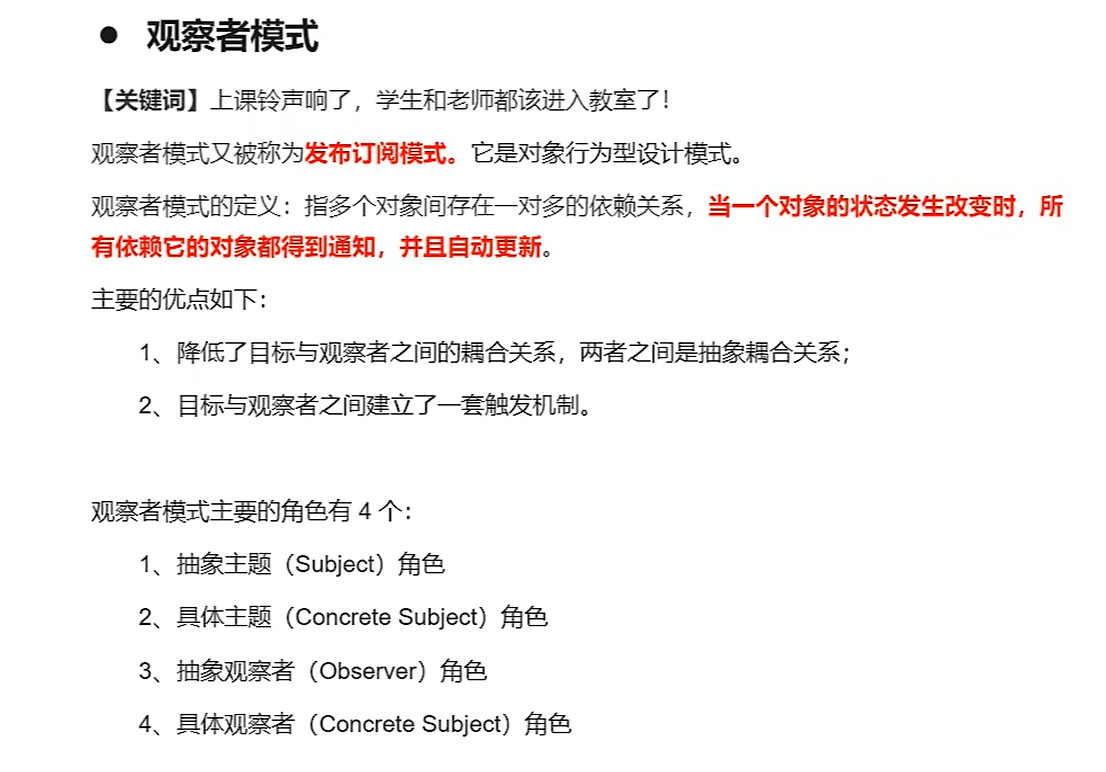 ● 观察者模式
【关键词】上课铃声响了，学生和老师都该进入教室了！
观察者模式又被称为发布订阅模式。它是对象行为型设计模式。
观察者模式的定义：指多个对象间存在一对多的依赖关系，当一个对象的状态发生改变时，所
有依赖它的对象都得到通知，并且自动更新。
主要的优点如下：
1、降低了目标与观察者之间的耦合关系，两者之间是抽象耦合关系；
2、目标与观察者之间建立了一套触发机制。
观察者模式主要的角色有 4 个：
1、抽象主题（Subject）角色
2、具体主题（Concrete Subject）角色
3、抽象观察者（Observer）角色
4、具体观察者（Concrete Subject）角色